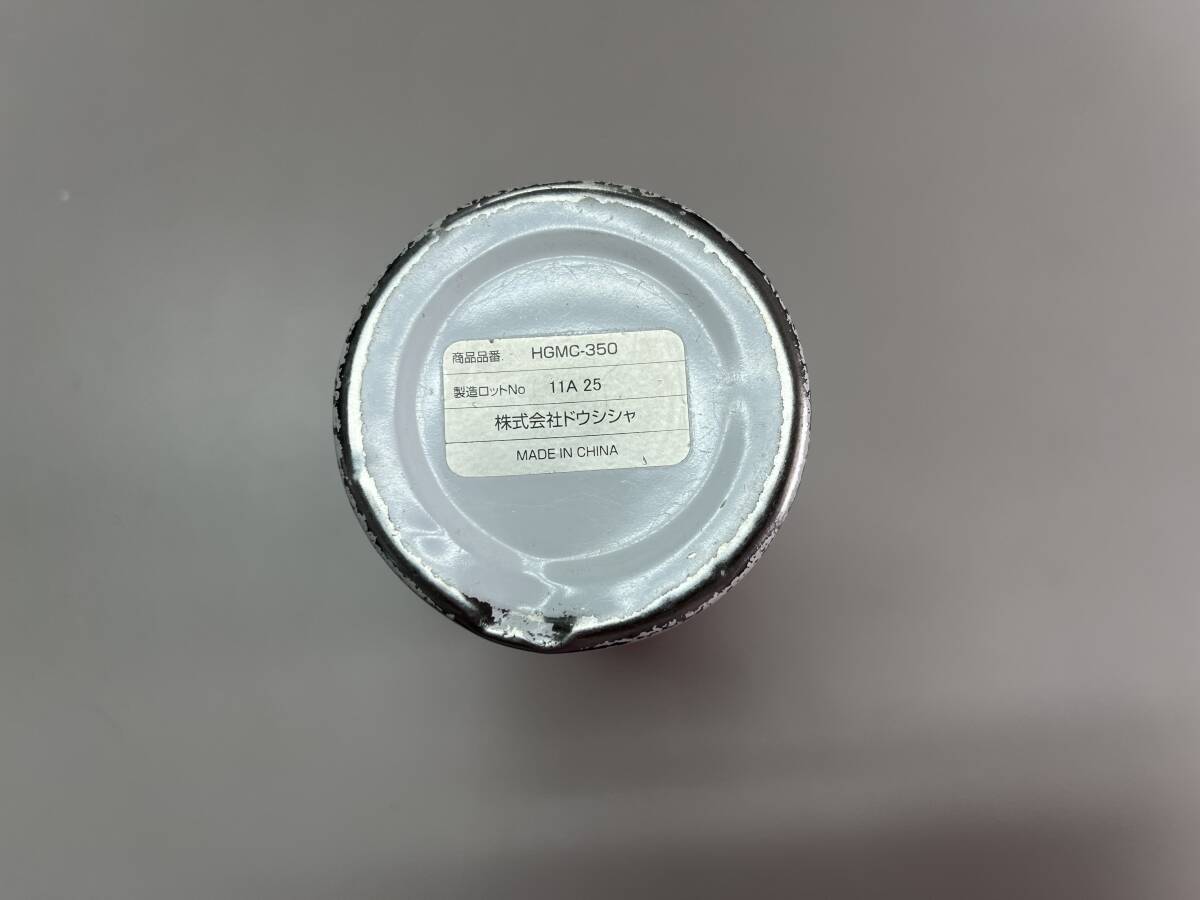 商品品番 HGMC-350
製造ロットNo 11A 25
株式会社ドウシシャ
MADE IN CHINA